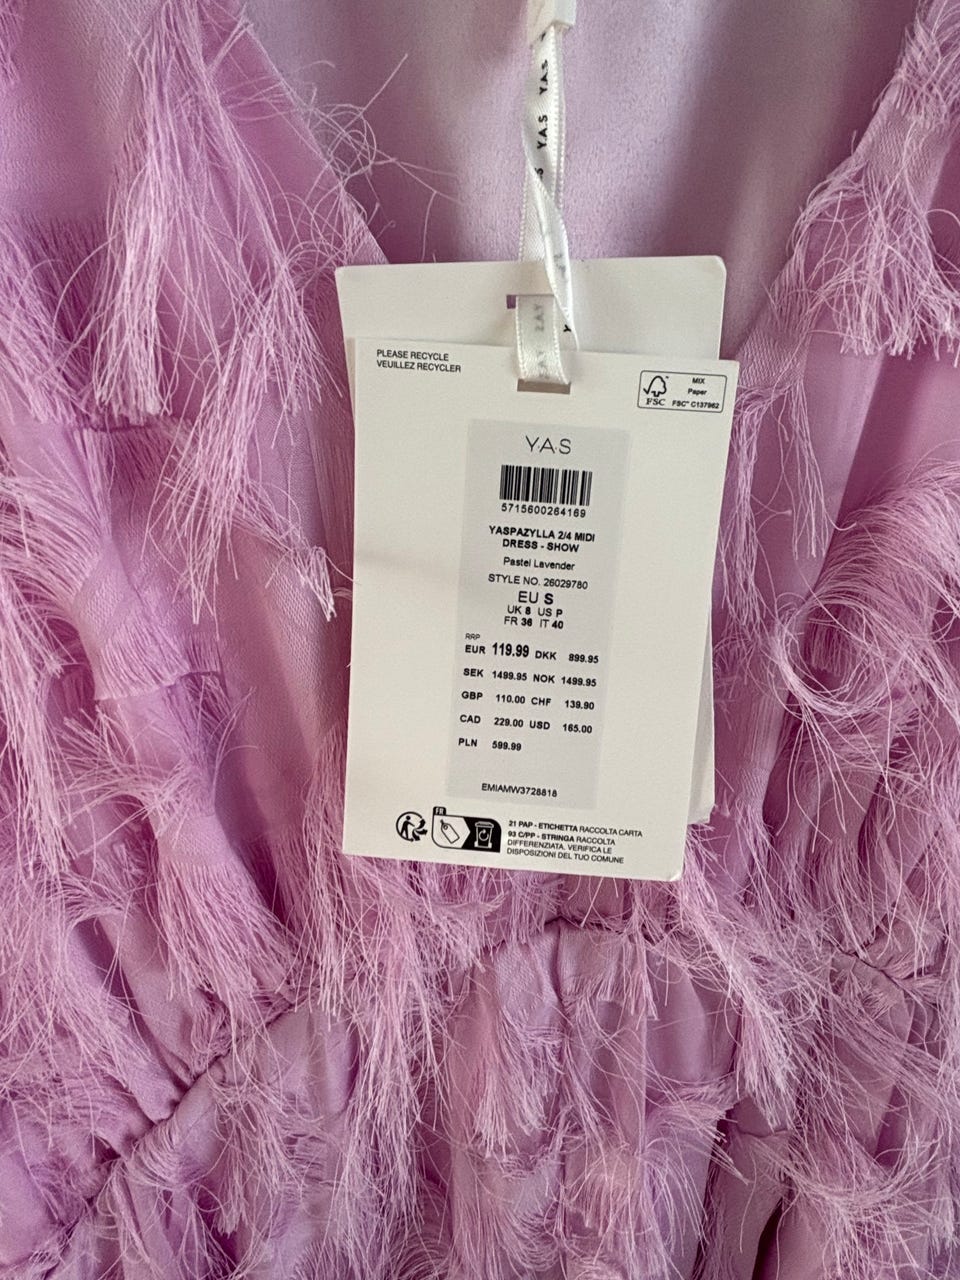 Y.A.S
Y.A.S
PLEASE RECYCLE
VEUILLEZ RECYCLER
FSC
MIX
Paper
FSC™ C137962
Y.A.S
5715600264169
YASPAZYLLA 2/4 MIDI
DRESS - SHOW
Pastel Lavender
STYLE NO. 26029780
EU S
UK 8 US P
FR 36 IT 40
RRP
EUR 119.99 DKK 899.95
SEK 1499.95 NOK 1499.95
GBP 110.00 CHF 139.90
CAD 229.00 USD 165.00
PLN 599.99
EMIAMW3728818
FR
21 PAP - ETICHETTA RACCOLTA CARTA
93 C/PP - STRINGA RACCOLTA
DIFFERENZIATA. VERIFICA LE
DISPOSIZIONI DEL TUO COMUNE